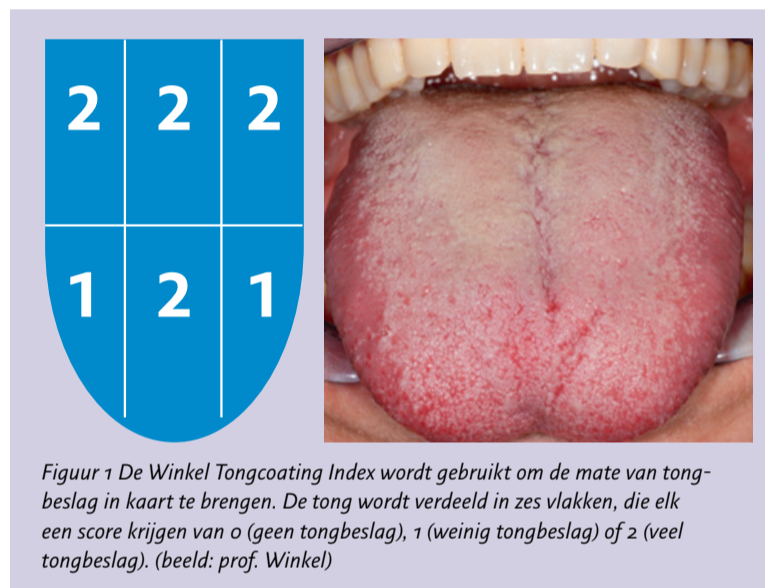 2 2 2
1 2 1
Figuur 1 De Winkel Tongcoating Index wordt gebruikt om de mate van tong-
beslag in kaart te brengen. De tong wordt verdeeld in zes vlakken, die elk
een score krijgen van 0 (geen tongbeslag), 1 (weinig tongbeslag) of 2 (veel
tongbeslag). (beeld: prof. Winkel)